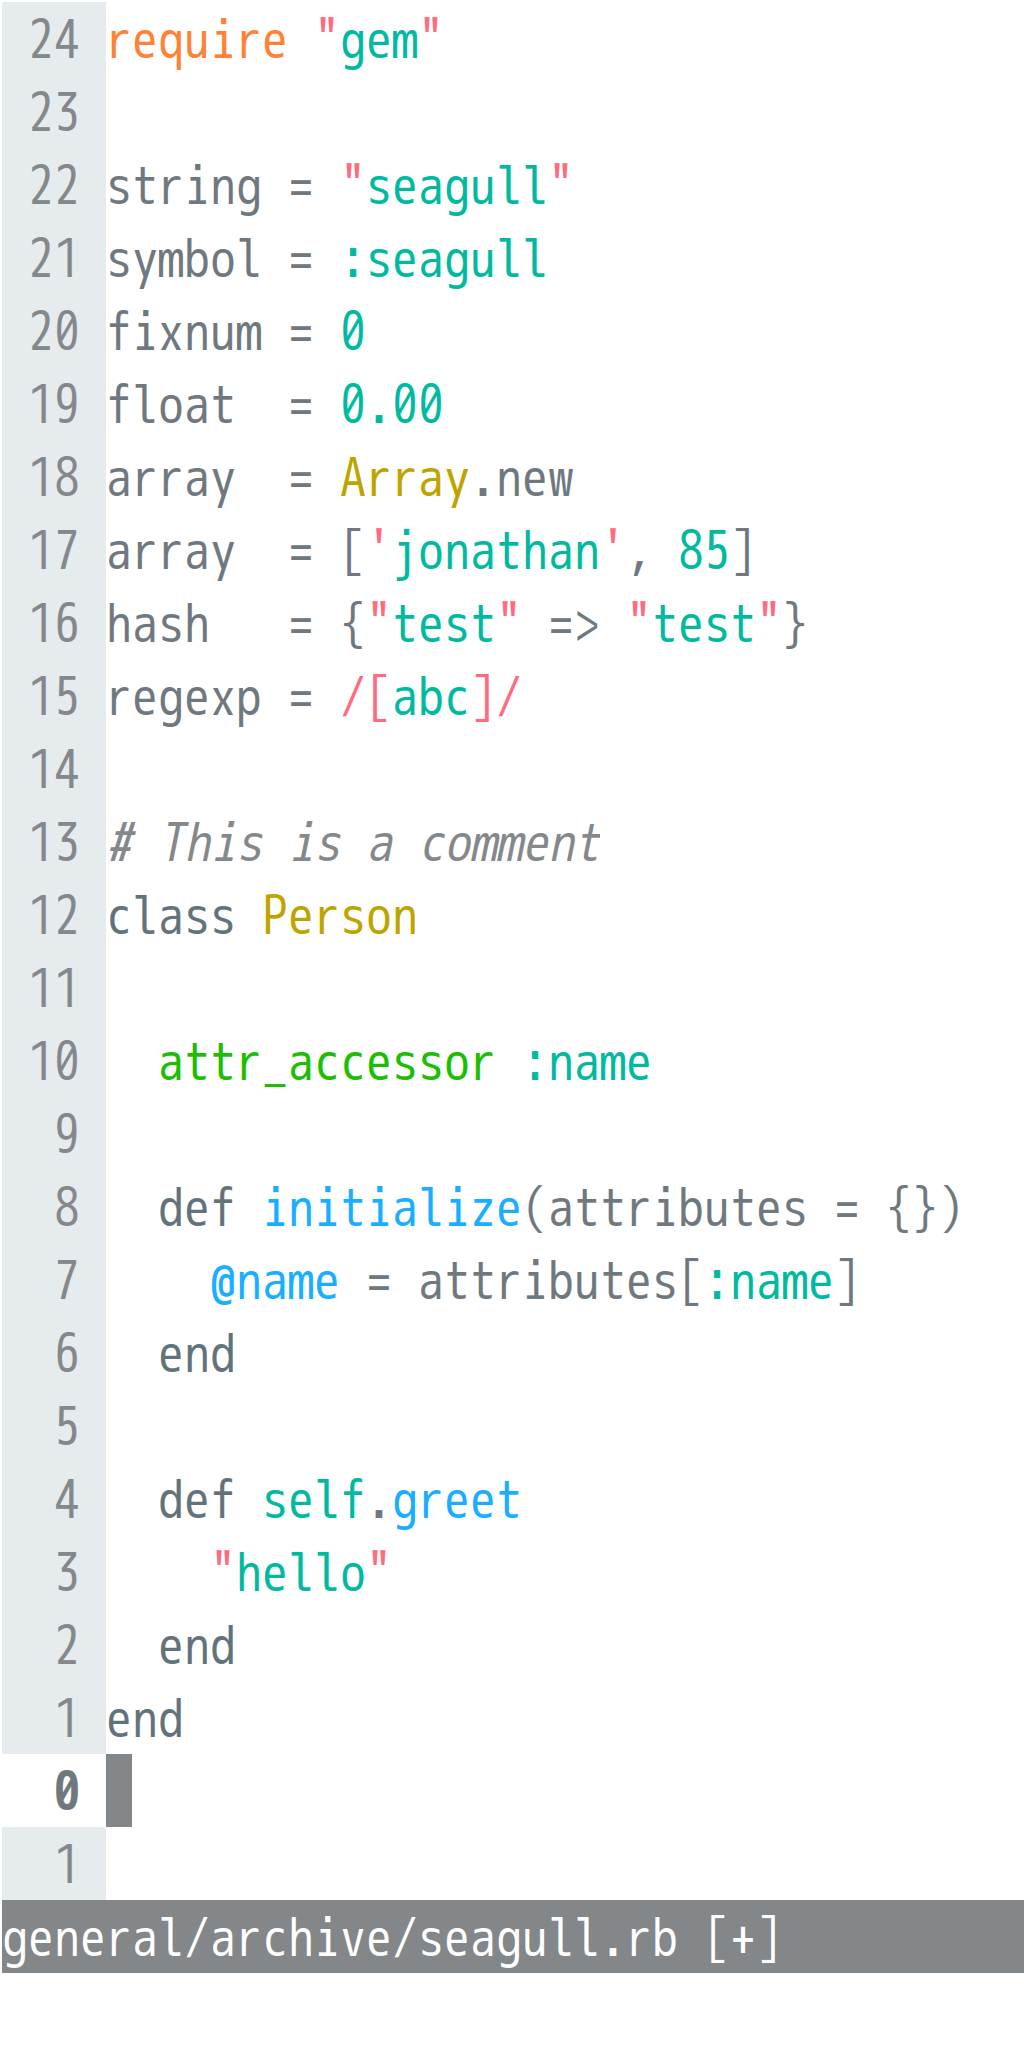 24 require "gem"
23
22 string = "seagull"
21 symbol = :seagull
20 fixnum = 0
19 float  = 0.00
18 array  = Array.new
17 array  = ['jonathan', 85]
16 hash   = {"test" => "test"}
15 regexp = /[abc]/
14
13 # This is a comment
12 class Person
11
10   attr_accessor :name
 9
 8   def initialize(attributes = {})
 7     @name = attributes[:name]
 6   end
 5
 4   def self.greet
 3     "hello"
 2   end
 1 end
 0
 1
general/archive/seagull.rb [+]